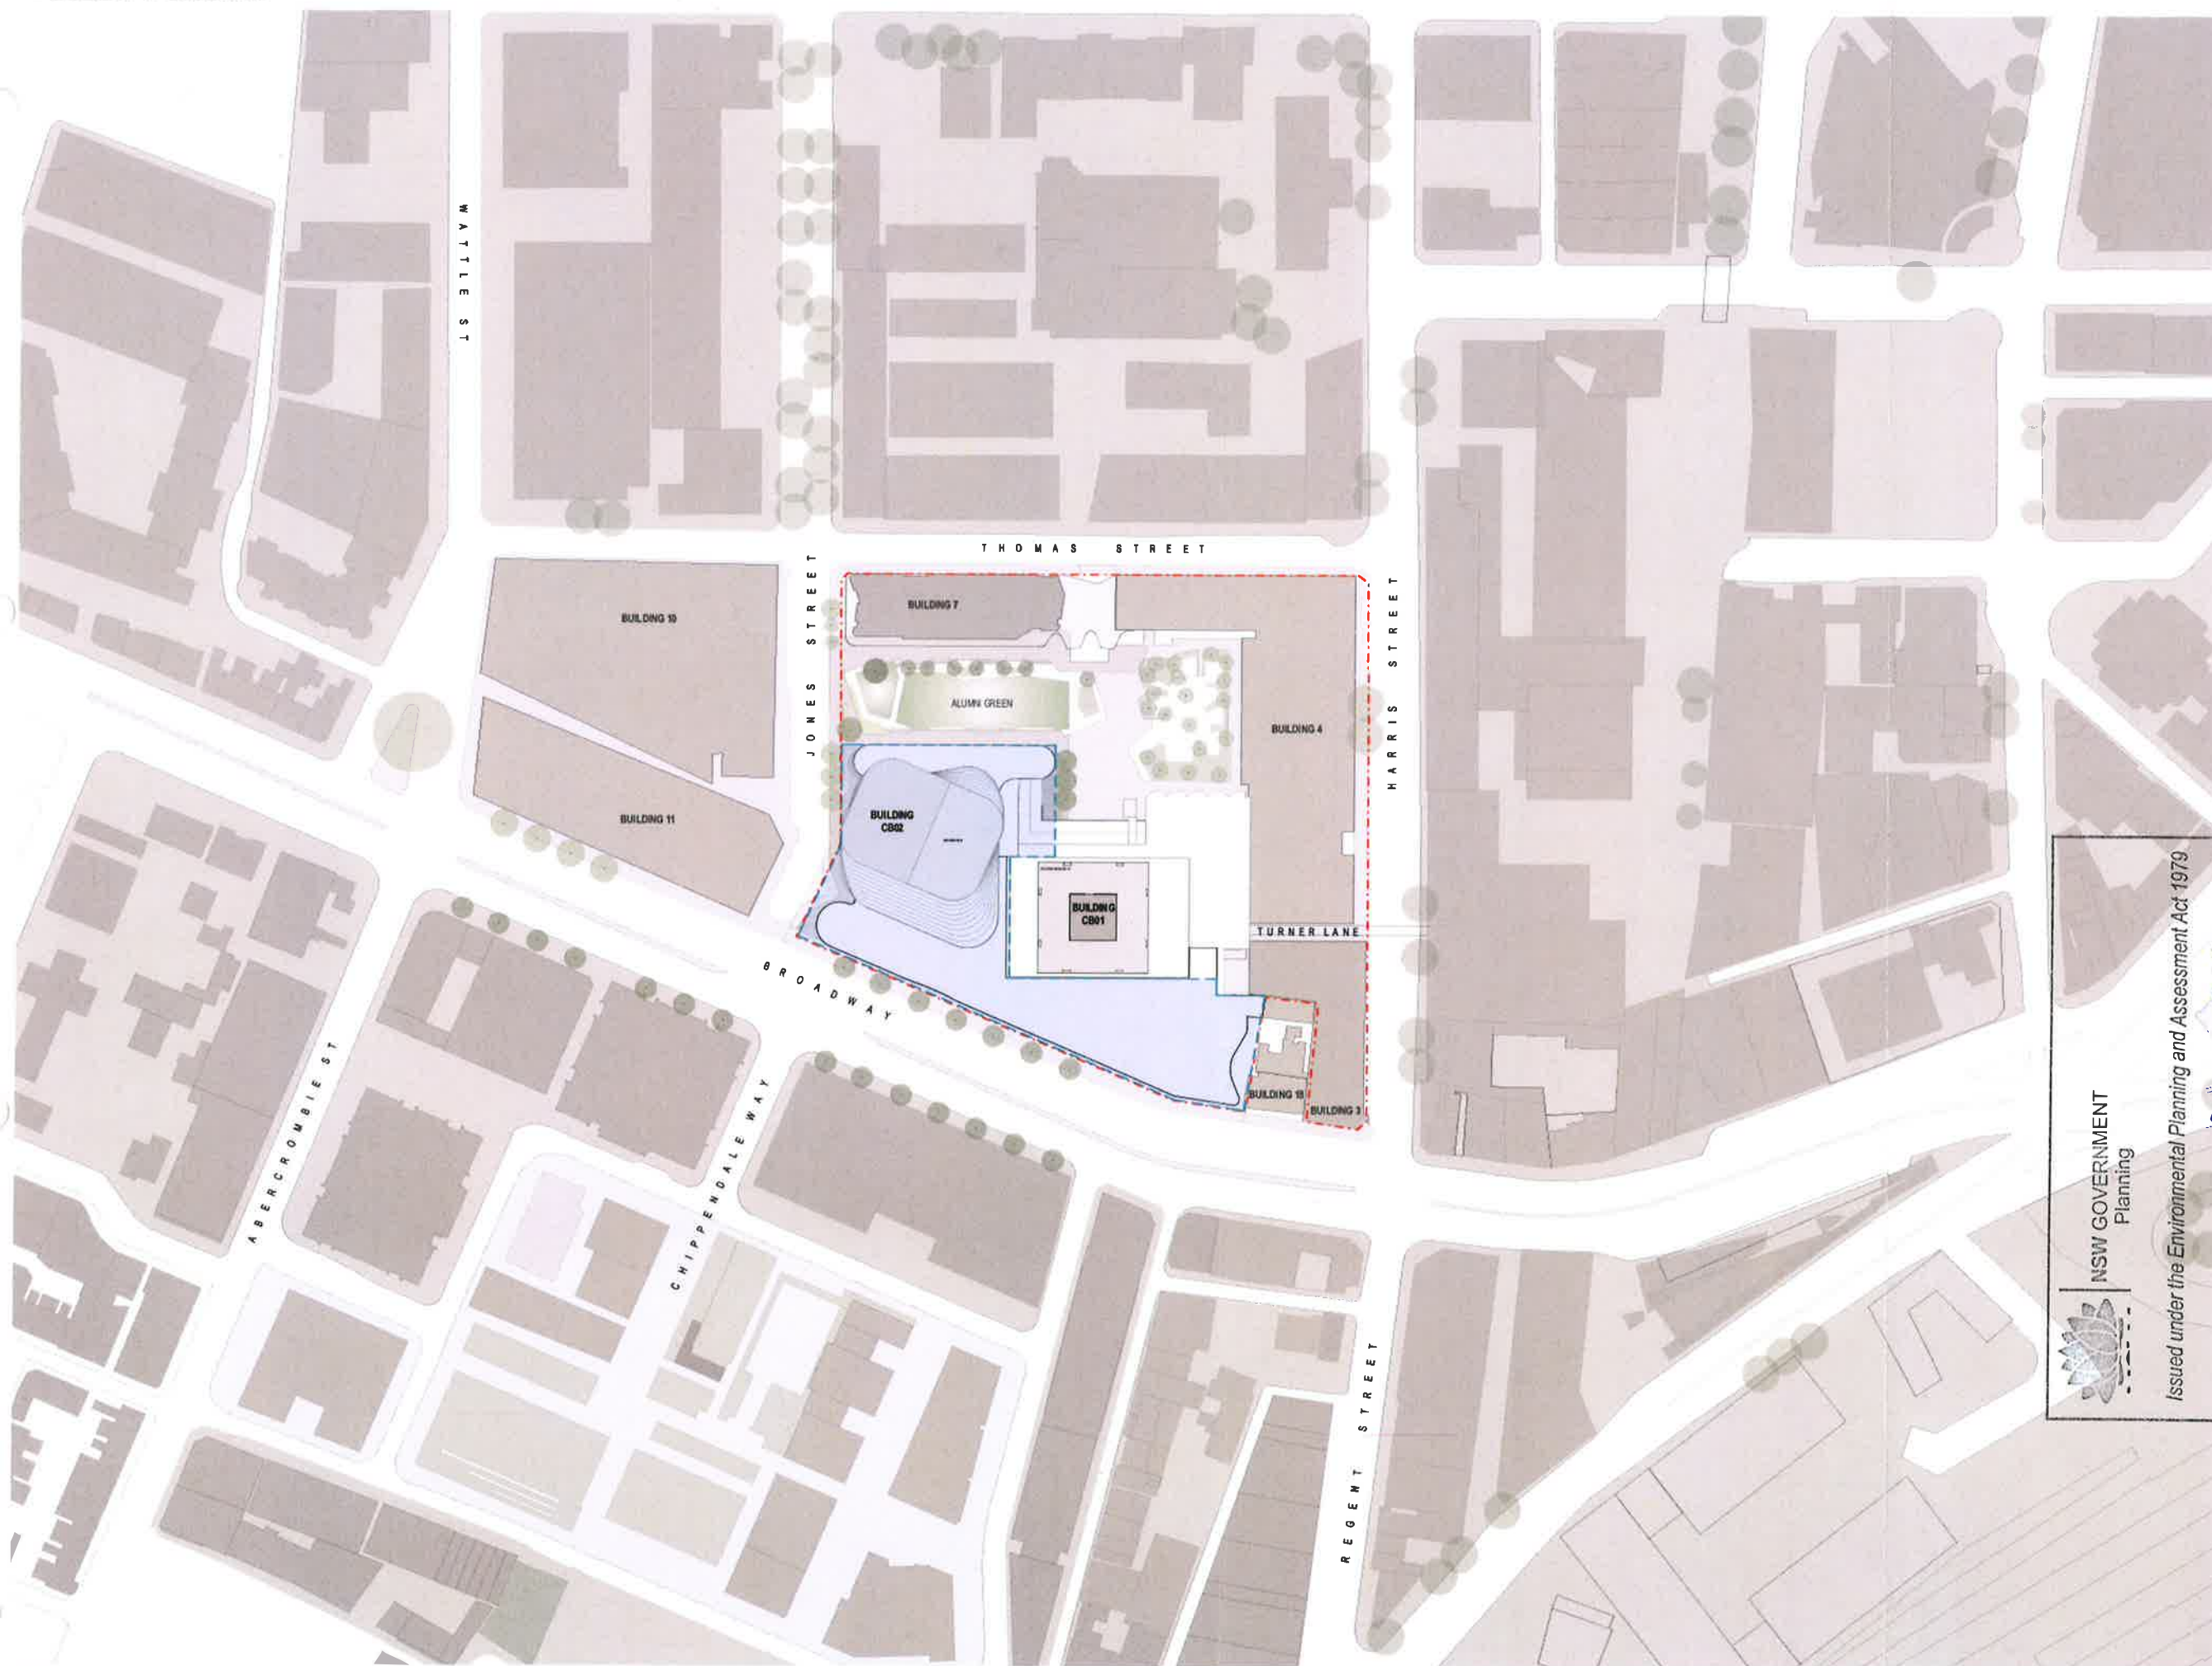 WATTLE ST
THOMAS STREET
JONES STREET
HARRIS STREET
BUILDING 10
BUILDING 7
ALUMNI GREEN
BUILDING 4
BUILDING 11
BUILDING
CB02
BUILDING
CB01
TURNER LANE
BROADWAY
BUILDING 3
ABERCROMBIE ST
CHIPPENDALE WAY
REGENT STREET
NSW GOVERNMENT
Planning
Issued under the Environmental Planning and Assessment Act 1979